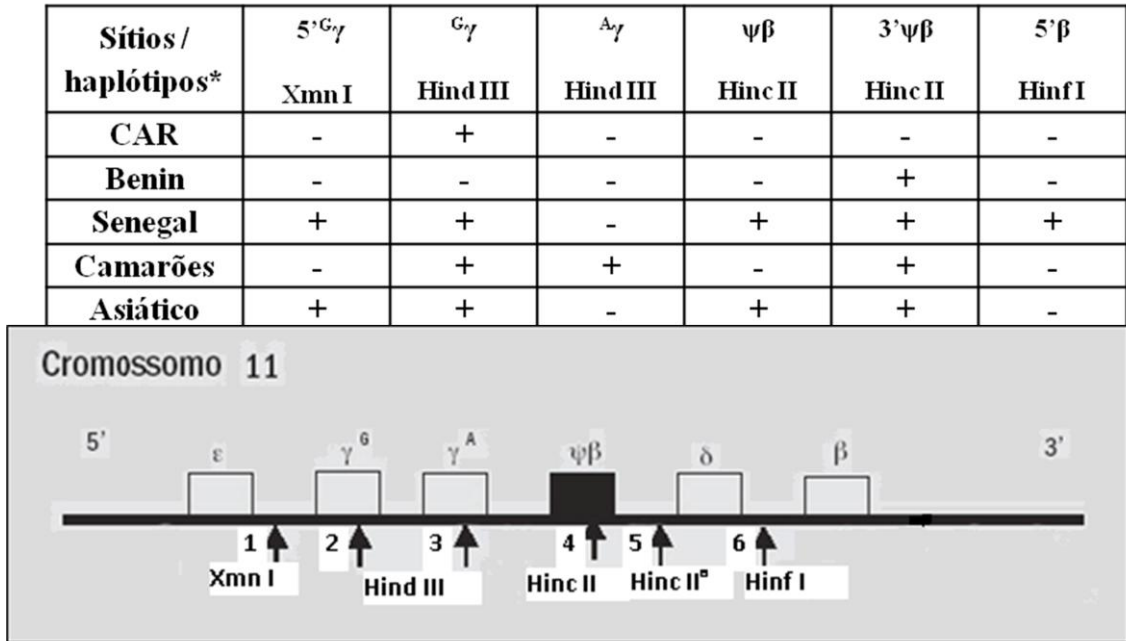 Sítios / 5’ᴳγ ᴳγ ᴬγ ψβ 3’ψβ 5’β
haplótipos* Xmn I Hind III Hind III Hinc II Hinc II Hinf I
CAR - + - - - -
Benin - - - - + -
Senegal + + - + + +
Camarões - + + - + -
Asiático + + - + + -
Cromossomo 11
5’ ε γ ᴳ γ ᴬ ψβ δ β 3’
1 2 3 4 5 6
Xmn I Hind III Hinc II Hinc II¤ Hinf I